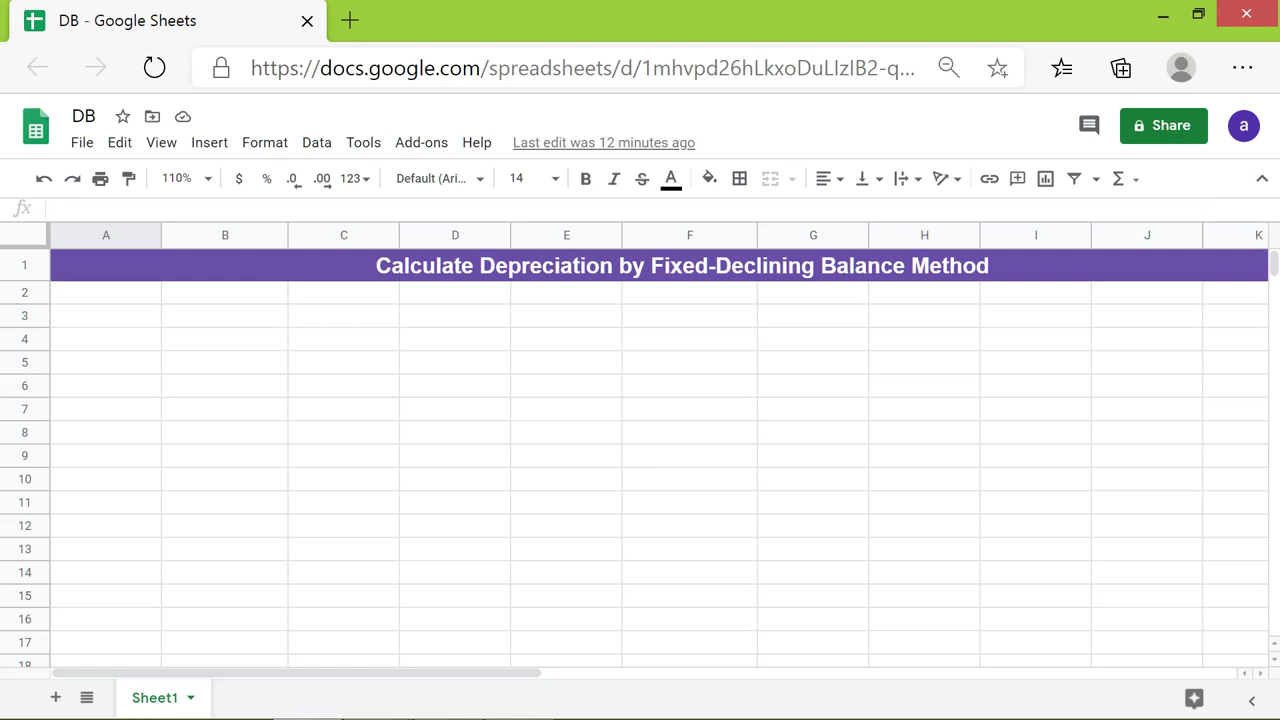 DB - Google Sheets
https://docs.google.com/spreadsheets/d/1mhvpd26hLkxoDuLIzIB2-q...
DB
File Edit View Insert Format Data Tools Add-ons Help Last edit was 12 minutes ago
Share
a
110% $ % .0 .00 123 Default (Ari... 14 B I S A Σ
fx
A B C D E F G H I J K
1 Calculate Depreciation by Fixed-Declining Balance Method
2
3
4
5
6
7
8
9
10
11
12
13
14
15
16
17
18
Sheet1